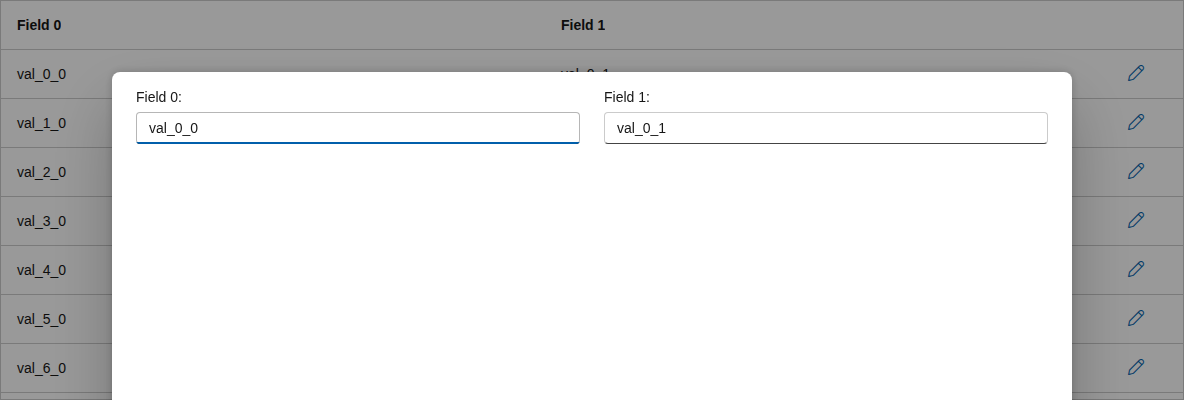 Field 0 Field 1
val_0_0
Field 0: Field 1:
val_1_0 val_0_0 val_0_1
val_2_0
val_3_0
val_4_0
val_5_0
val_6_0